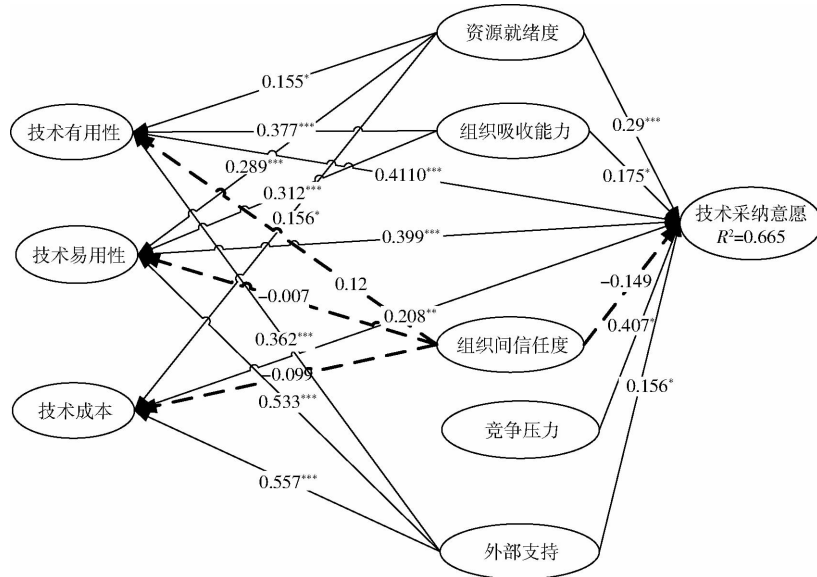 资源就绪度
0.155*
技术有用性
0.377***
组织吸收能力
0.29***
0.289***
0.4110***
0.175*
0.312***
0.156*
技术采纳意愿
R²=0.665
0.399***
技术易用性
-0.007
0.12
-0.149
0.208**
0.407*
0.362***
组织间信任度
-0.099
0.156*
技术成本
0.533***
竞争压力
0.557***
外部支持